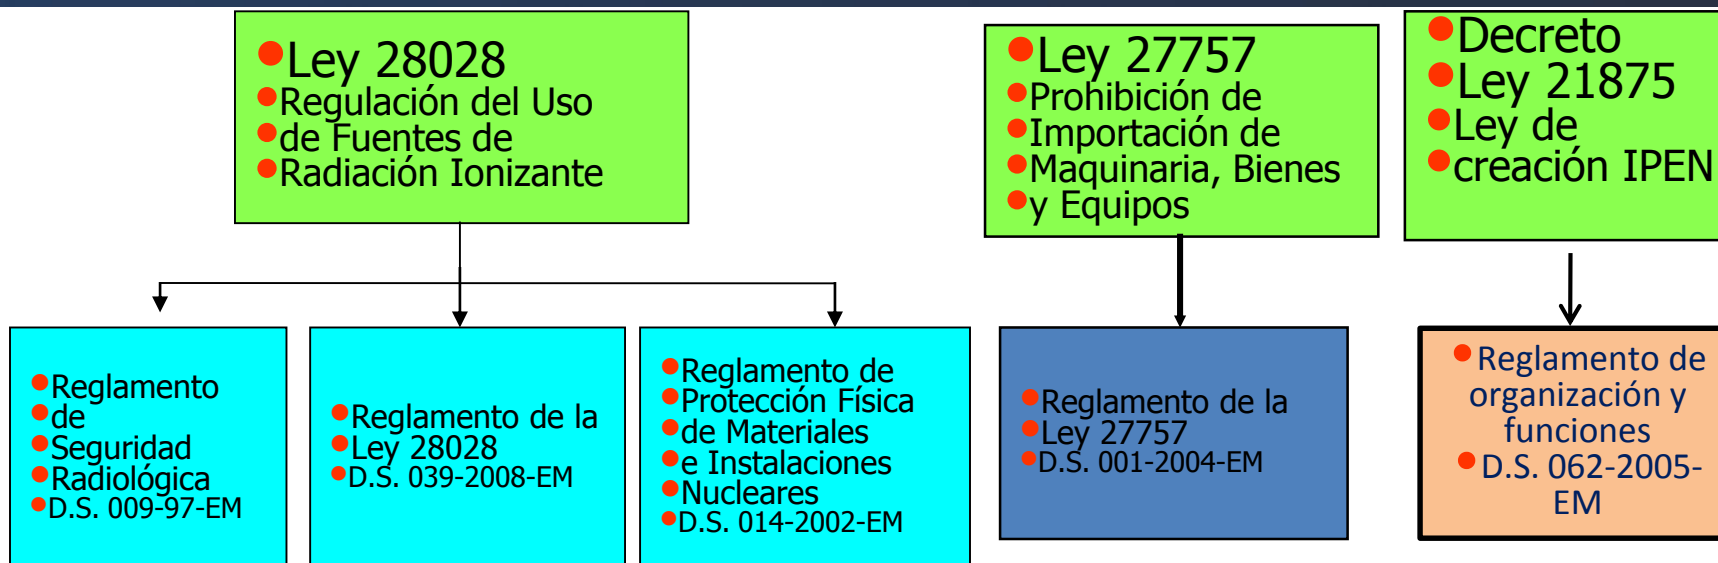 Ley 28028
Regulación del Uso
de Fuentes de
Radiación Ionizante
Ley 27757
Prohibición de
Importación de
Maquinaria, Bienes
y Equipos
Decreto
Ley 21875
Ley de
creación IPEN
Reglamento
de
Seguridad
Radiológica
D.S. 009-97-EM
Reglamento de la
Ley 28028
D.S. 039-2008-EM
Reglamento de
Protección Física
de Materiales
e Instalaciones
Nucleares
D.S. 014-2002-EM
Reglamento de la
Ley 27757
D.S. 001-2004-EM
Reglamento de
organización y
funciones
D.S. 062-2005-
EM